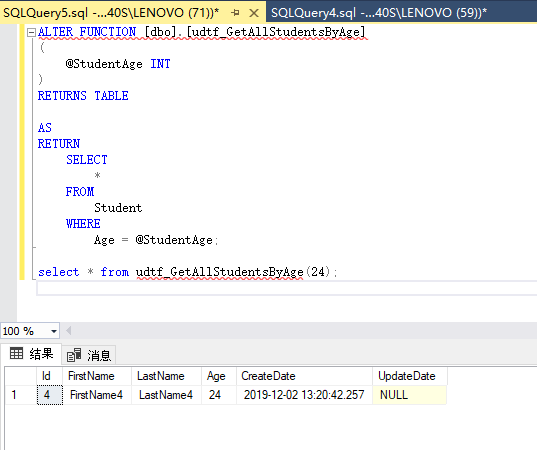 SQLQuery5.sql -...40S\LENOVO (71))* SQLQuery4.sql -...40S\LENOVO (59))*
ALTER FUNCTION [dbo].[udtf_GetAllStudentsByAge]
(
@StudentAge INT
)
RETURNS TABLE
AS
RETURN
SELECT
*
FROM
Student
WHERE
Age = @StudentAge;
select * from udtf_GetAllStudentsByAge(24);
100 %
结果 消息
Id FirstName LastName Age CreateDate UpdateDate
1 4 FirstName4 LastName4 24 2019-12-02 13:20:42.257 NULL